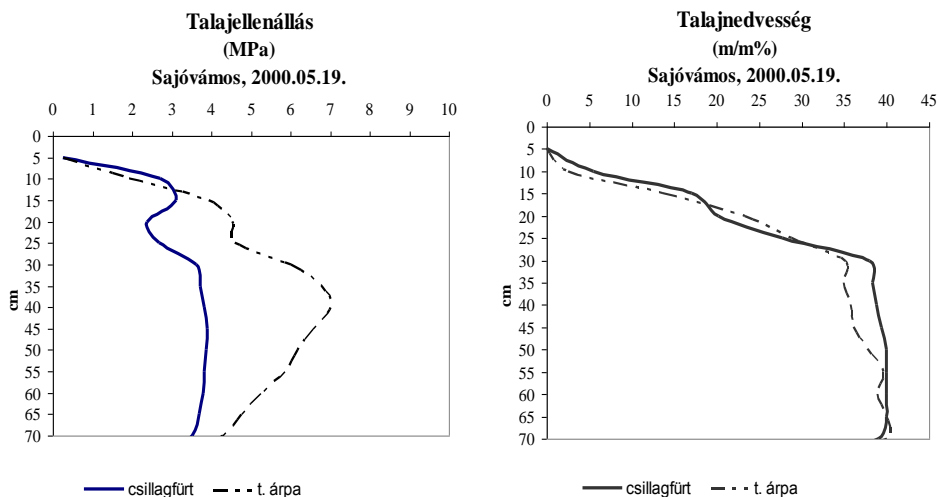 Talajellenállás
(MPa)
Sajóvámos, 2000.05.19.
0 1 2 3 4 5 6 7 8 9 10
0
5
10
15
20
25
30
35
40
45
50
55
60
65
70
cm
csillagfürt t. árpa
Talajnedvesség
(m/m%)
Sajóvámos, 2000.05.19.
0 5 10 15 20 25 30 35 40 45
0
5
10
15
20
25
30
35
40
45
50
55
60
65
70
cm
csillagfürt t. árpa